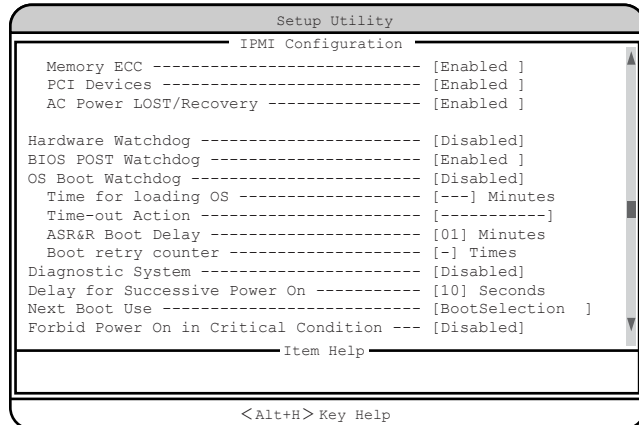 Setup Utility
IPMI Configuration
Memory ECC ---------------------------- [Enabled ]
PCI Devices --------------------------- [Enabled ]
AC Power LOST/Recovery ---------------- [Enabled ]
Hardware Watchdog ----------------------- [Disabled]
BIOS POST Watchdog ---------------------- [Enabled ]
OS Boot Watchdog ------------------------ [Disabled]
Time for loading OS ------------------- [---] Minutes
Time-out Action ----------------------- [-----------]
ASR&R Boot Delay ---------------------- [01] Minutes
Boot retry counter -------------------- [-] Times
Diagnostic System ----------------------- [Disabled]
Delay for Successive Power On ----------- [10] Seconds
Next Boot Use --------------------------- [BootSelection  ]
Forbid Power On in Critical Condition --- [Disabled]
Item Help
<Alt+H> Key Help